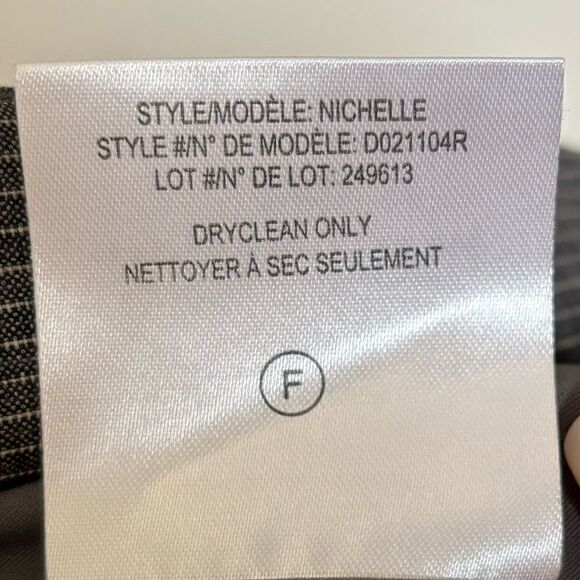 STYLE/MODÈLE: NICHELLE
STYLE #/N° DE MODÈLE: D021104R
LOT #/N° DE LOT: 249613
DRYCLEAN ONLY
NETTOYER À SEC SEULEMENT
F